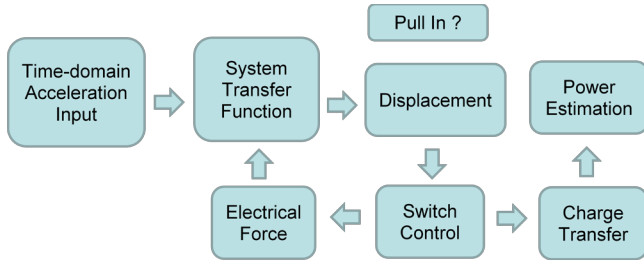 Pull In ?
Time-domain
Acceleration
Input
System
Transfer
Function
Displacement
Power
Estimation
Electrical
Force
Switch
Control
Charge
Transfer